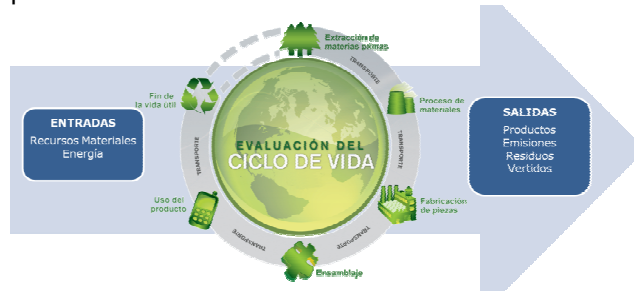 Extracción de
materias primas
TRANSPORTE
Proceso de
materiales
TRANSPORTE
Fabricación
de piezas
TRANSPORTE
Ensamblaje
TRANSPORTE
Uso del
producto
TRANSPORTE
Fin de
la vida útil
EVALUACIÓN DEL
CICLO DE VIDA
ENTRADAS
Recursos Materiales
Energía
SALIDAS
Productos
Emisiones
Residuos
Vertidos